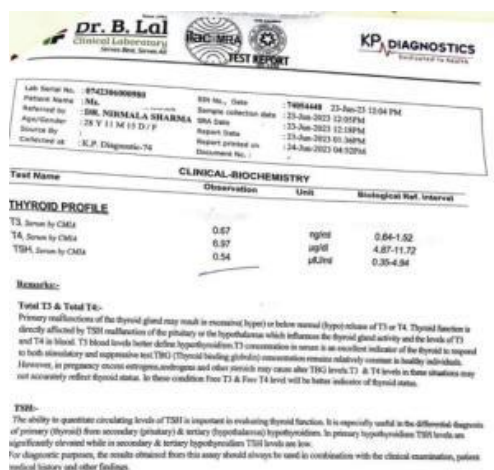 Dr. B. Lal
Clinical Laboratory
ilac-MRA
TEST REPORT
KP DIAGNOSTICS
Dedicated to Health
Lab Serial No. : 0742306000980
Patient Name : Ms.
Referred by : DR. NIRMALA SHARMA
Age/Gender : 28 Y 11 M 15 D / F
Source By :
Collected at : K.P. Diagnostic-74
SIN No., Date : 74054448 23-Jun-23 12:04 PM
Sample collection date : 23-Jun-2023 12:05PM
SRA Date : 23-Jun-2023 12:18PM
Report Date : 23-Jun-2023 01:36PM
Report printed on : 24-Jun-2023 04:52PM
Document No. :
CLINICAL-BIOCHEMISTRY
Test Name Observation Unit Biological Ref. Interval
THYROID PROFILE
T3, Serum by CMIA 0.67 ng/ml 0.64-1.52
T4, Serum by CMIA 6.97 µg/dl 4.87-11.72
TSH, Serum by CMIA 0.54 µIU/ml 0.35-4.94
Remarks:-
Total T3 & Total T4:-
Primary malfunctions of the thyroid gland may result in excessive( hyper) or below normal (hypo) release of T3 or T4. Thyroid function is
directly affected by TSH malfunction of the pituitary or the hypothalamus which influences the thyroid gland activity and the levels of T3
and T4 in blood. T3 blood levels better define hyperthyroidism.T3 concentration in serum is an excellent indicator of the thyroid to respond
to both stimulatory and suppressive test TBG (Thyroid binding globulin) concentration remains relatively constant in healthy individuals.
However, in pregnancy excess estrogens,androgens and other steroids may cause alter TBG levels.T3 & T4 levels in these situations may
not accurately reflect thyroid status. In these condition Free T3 & Free T4 level will be better indicator of thyroid status.
TSH:-
The ability to quantitate circulating levels of TSH is important in evaluating thyroid function. It is especially useful in the differential diagnosis
of primary (thyroid) from secondary (pituitary) & tertiary (hypothalamus) hypothyroidism. In primary hypothyroidism TSH levels are
significantly elevated while in secondary & tertiary hypothyroidism TSH levels are low.
For diagnostic purposes, the results obtained from this assay should always be used in combination with the clinical examination, patient
medical history and other findings.